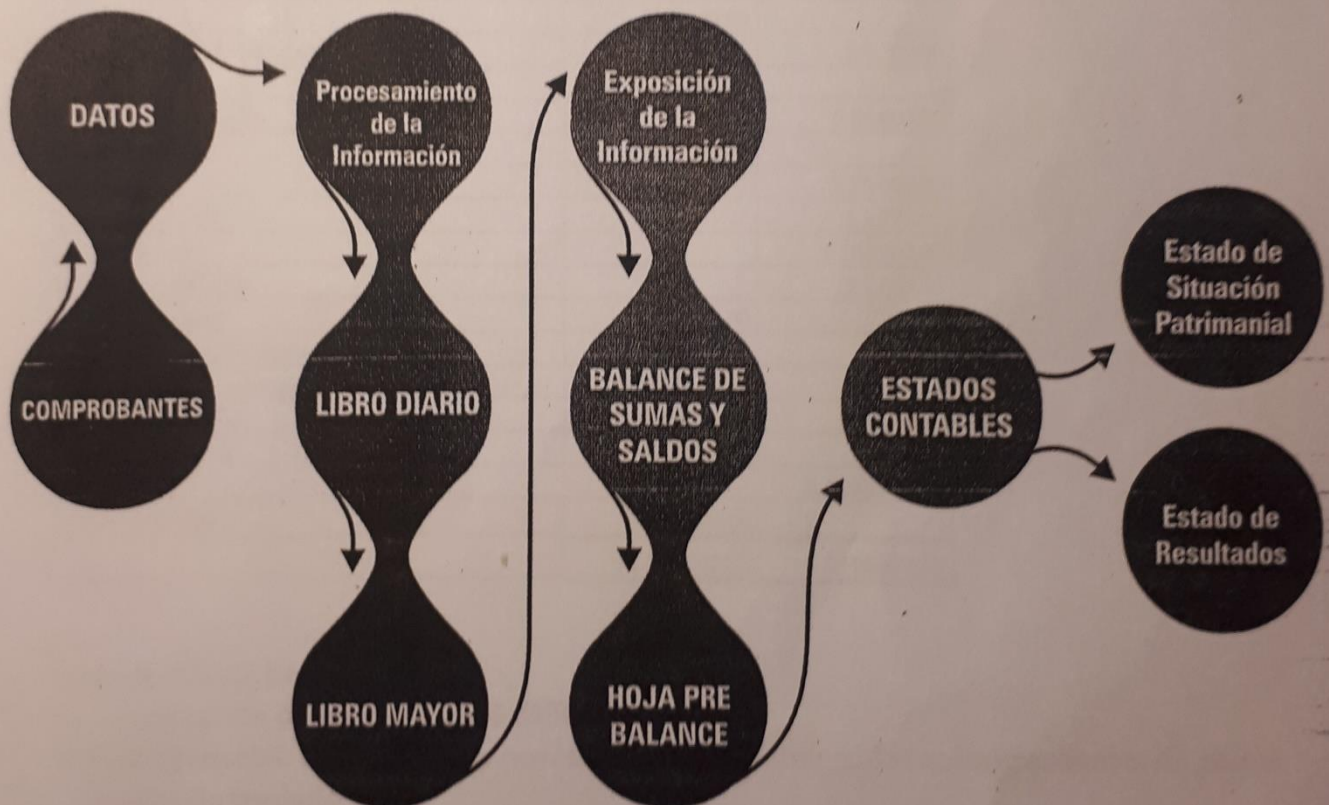 DATOS
COMPROBANTES
Procesamiento
de la
Información
LIBRO DIARIO
LIBRO MAYOR
Exposición
de la
Información
BALANCE DE
SUMAS Y
SALDOS
HOJA PRE
BALANCE
ESTADOS
CONTABLES
Estado de
Situación
Patrimanial
Estado de
Resultados